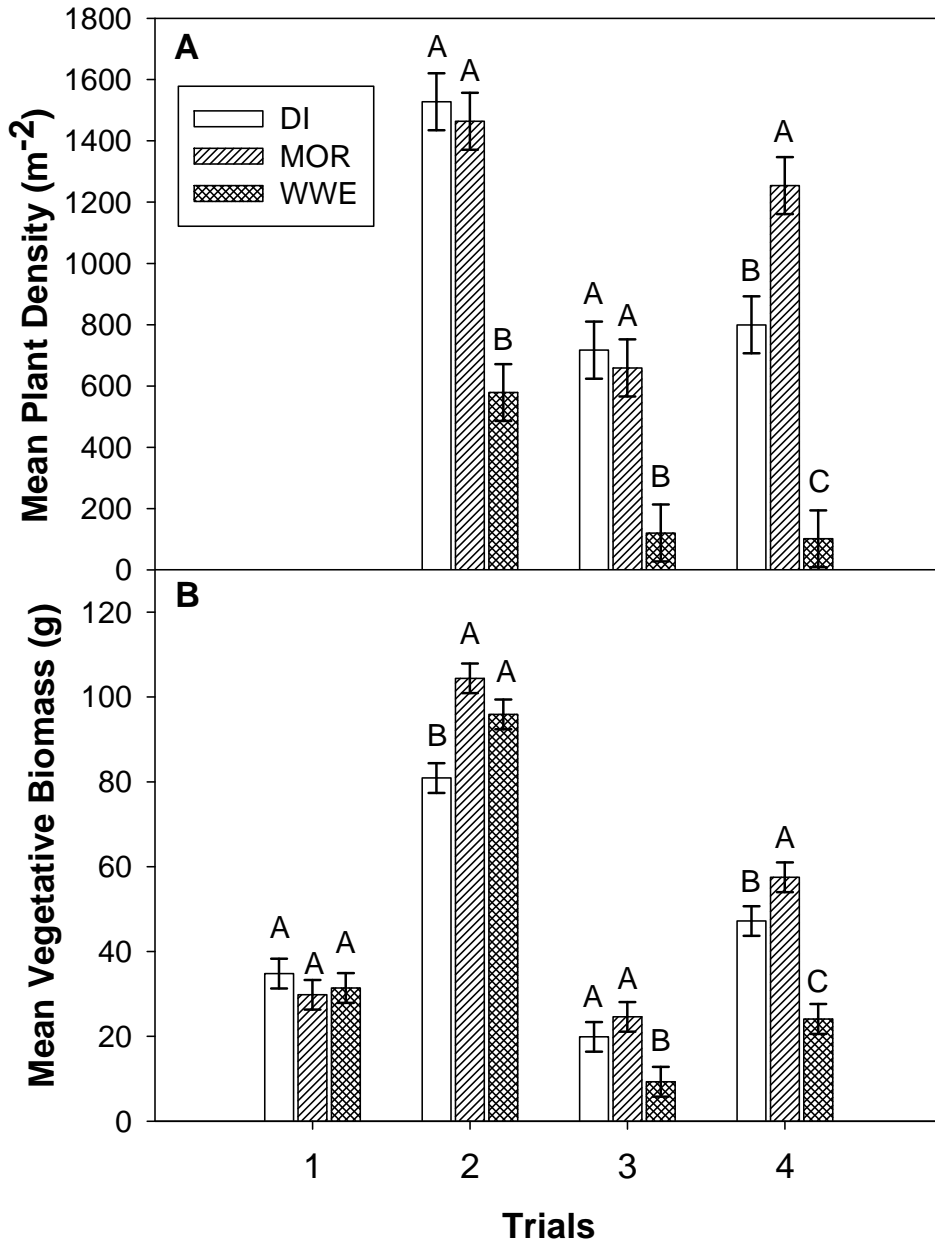 A
DI
MOR
WWE
Mean Plant Density (m-2)
1800
1600
1400
1200
1000
800
600
400
200
0
A
A
B
A
A
B
B
A
C
B
Mean Vegetative Biomass (g)
120
100
80
60
40
20
0
A
A
A
B
A
A
A
A
B
B
A
C
1
2
3
4
Trials